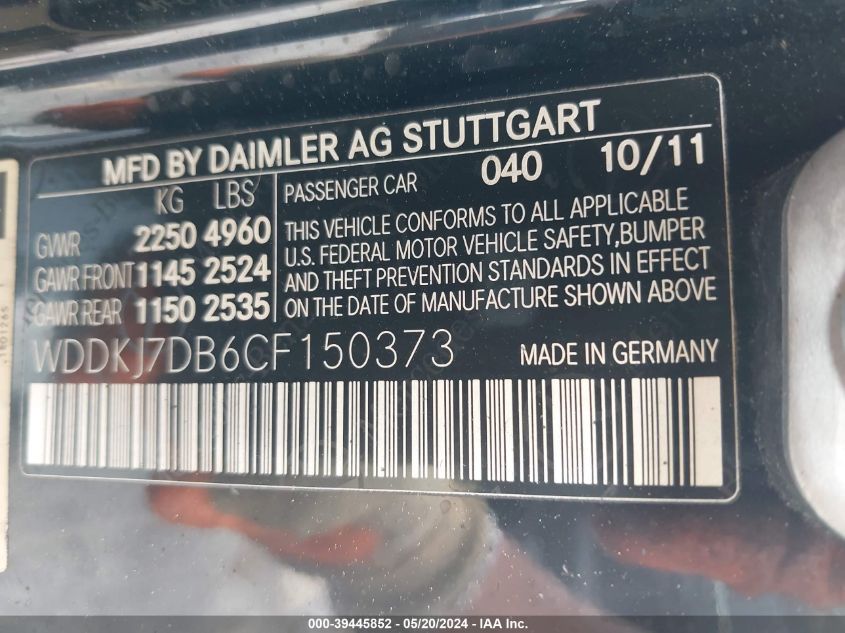 MFD BY DAIMLER AG STUTTGART
KG LBS
GVWR 2250 4960
GAWR FRONT 1145 2524
GAWR REAR 1150 2535
PASSENGER CAR 040 10/11
THIS VEHICLE CONFORMS TO ALL APPLICABLE
U.S. FEDERAL MOTOR VEHICLE SAFETY, BUMPER
AND THEFT PREVENTION STANDARDS IN EFFECT
ON THE DATE OF MANUFACTURE SHOWN ABOVE
WDDKJ7DB6CF150373 MADE IN GERMANY
000-39445852 - 05/20/2024 - IAA Inc.